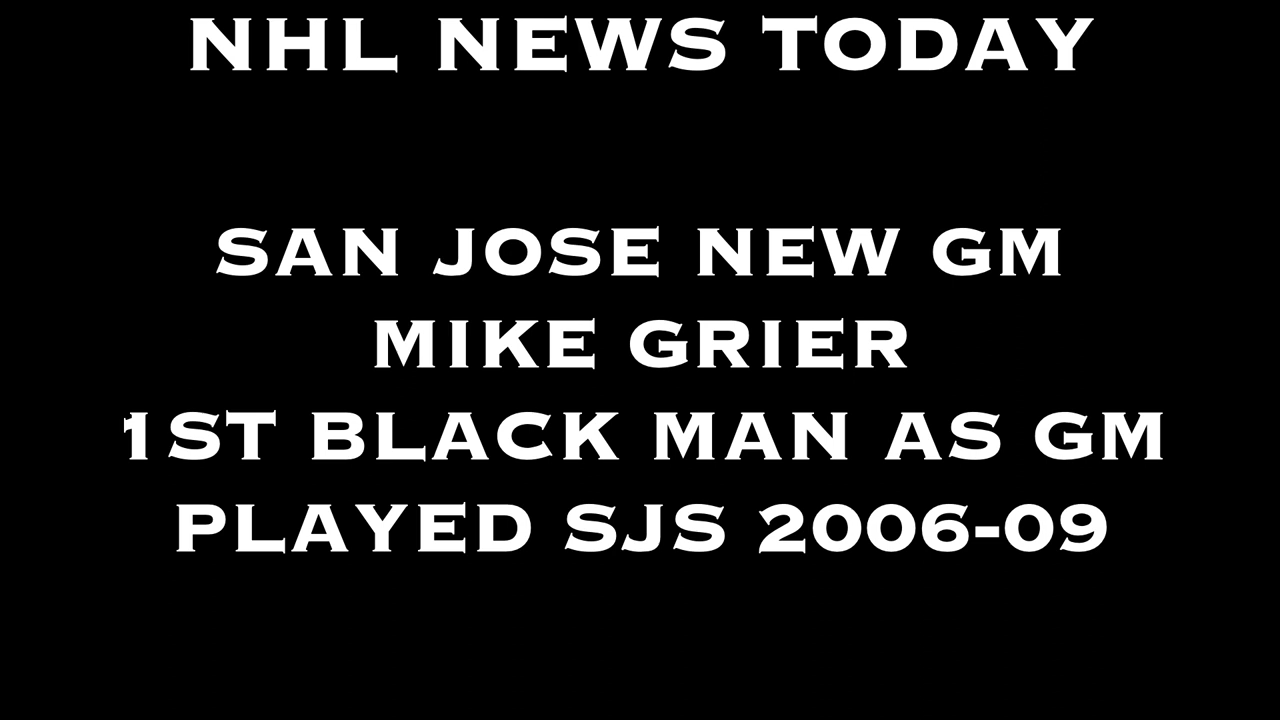 NHL NEWS TODAY
SAN JOSE NEW GM
MIKE GRIER
1ST BLACK MAN AS GM
PLAYED SJS 2006-09